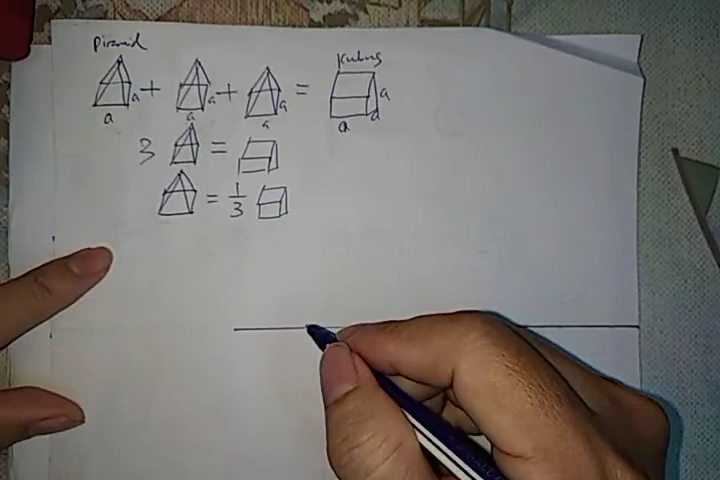 Piramid Kubus
a a + a a + a a = a a a
3 =
= 1/3